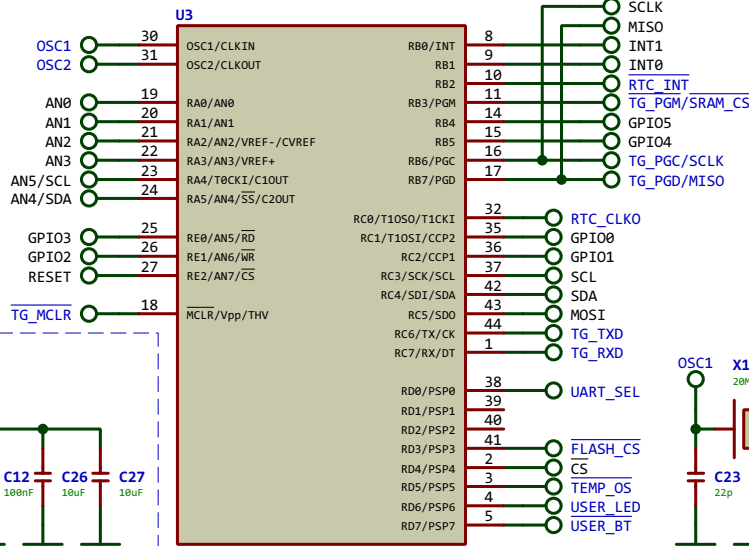 U3
SCLK
MISO
OSC1 30 OSC1/CLKIN RB0/INT 8 INT1
OSC2 31 OSC2/CLKOUT RB1 9 INT0
RB2 10 RTC_INT
AN0 19 RA0/AN0 RB3/PGM 11 TG_PGM/SRAM_CS
AN1 20 RA1/AN1 RB4 14 GPIO5
AN2 21 RA2/AN2/VREF-/CVREF RB5 15 GPIO4
AN3 22 RA3/AN3/VREF+ RB6/PGC 16 TG_PGC/SCLK
AN5/SCL 23 RA4/T0CKI/C1OUT RB7/PGD 17 TG_PGD/MISO
AN4/SDA 24 RA5/AN4/SS/C2OUT
RC0/T1OSO/T1CKI 32 RTC_CLKO
GPIO3 25 RE0/AN5/RD RC1/T1OSI/CCP2 35 GPIO0
GPIO2 26 RE1/AN6/WR RC2/CCP1 36 GPIO1
RESET 27 RE2/AN7/CS RC3/SCK/SCL 37 SCL
RC4/SDI/SDA 42 SDA
TG_MCLR 18 MCLR/Vpp/THV RC5/SDO 43 MOSI
RC6/TX/CK 44 TG_TXD
RC7/RX/DT 1 TG_RXD
OSC1 X1
20M
RD0/PSP0 38 UART_SEL
RD1/PSP1 39
RD2/PSP2 40
RD3/PSP3 41 FLASH_CS
RD4/PSP4 2 CS
C12 C26 C27 C23
100nF 10uF 10uF 22p
RD5/PSP5 3 TEMP_OS
RD6/PSP6 4 USER_LED
RD7/PSP7 5 USER_BT